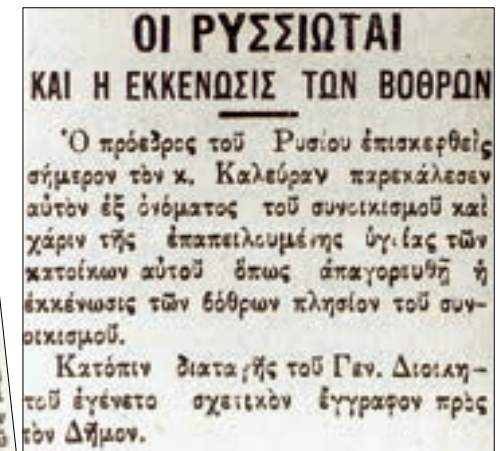 ΟΙ ΡΥΣΣΙΩΤΑΙ
ΚΑΙ Η ΕΚΚΕΝΩΣΙΣ ΤΩΝ ΒΟΘΡΩΝ
Ὁ πρόεδρος τοῦ Ρυσίου ἐπισκεφθεὶς
σήμερον τὸν κ. Καλεύραν παρεκάλεσεν
αὐτὸν ἐξ ὀνόματος τοῦ συνοικισμοῦ καὶ
χάριν τῆς ἐπαπειλουμένης ὑγείας τῶν
κατοίκων αὐτοῦ ὅπως ἀπαγορευθῇ ἡ
ἐκκένωσις τῶν βόθρων πλησίον τοῦ συν-
οικισμοῦ.
Κατόπιν διαταγῆς τοῦ Γεν. Διοικη-
τοῦ ἐγένετο σχετικὸν ἔγγραφον πρὸς
τὸν Δῆμον.